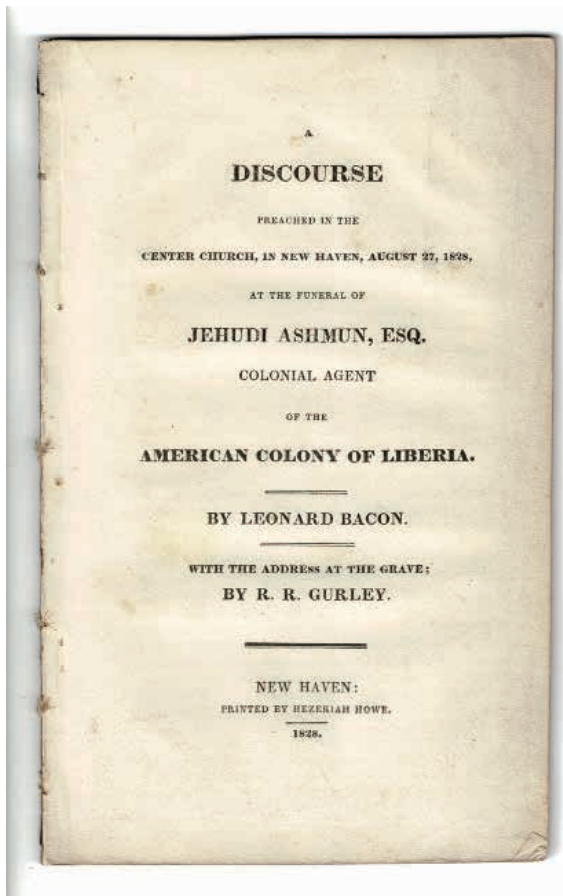 A
DISCOURSE
PREACHED IN THE
CENTER CHURCH, IN NEW HAVEN, AUGUST 27, 1828,
AT THE FUNERAL OF
JEHUDI ASHMUN, ESQ.
COLONIAL AGENT
OF THE
AMERICAN COLONY OF LIBERIA.
BY LEONARD BACON.
WITH THE ADDRESS AT THE GRAVE;
BY R. R. GURLEY.
NEW HAVEN:
PRINTED BY HEZEKIAH HOWE.
1828.